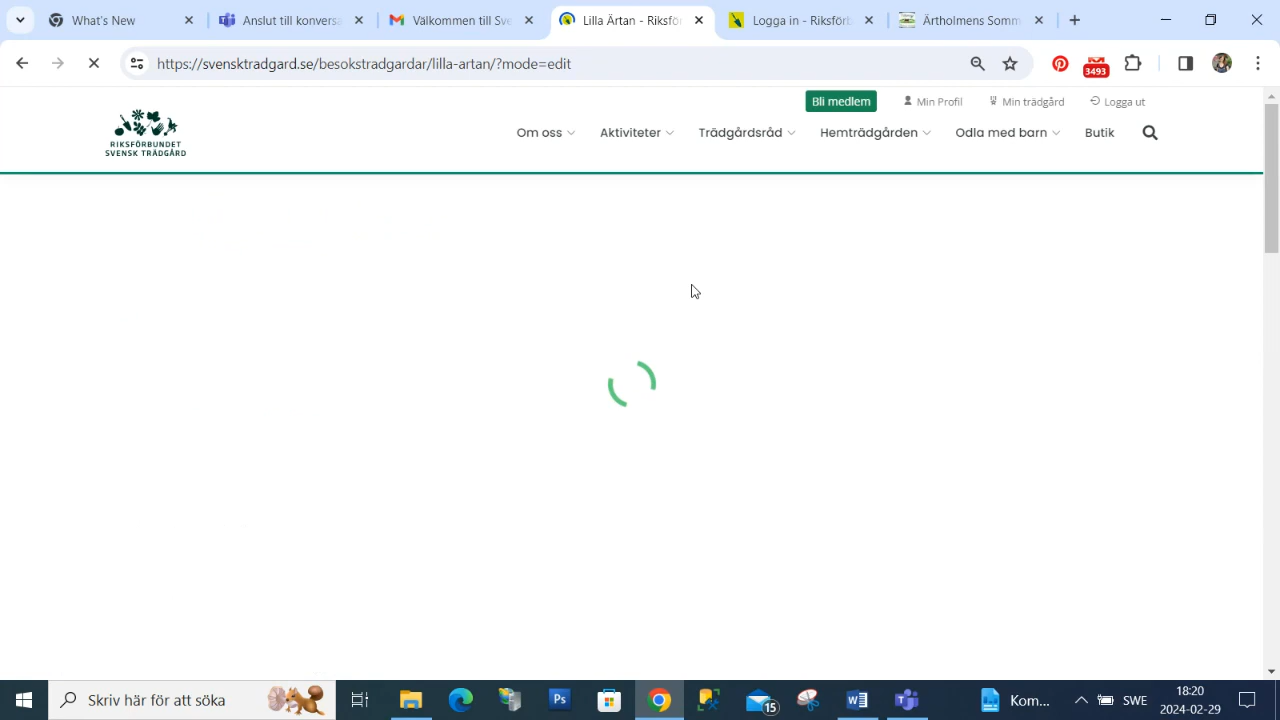 What's New
Anslut till konversa
Välkommen till Sve
Lilla Ärtan - Riksför
Logga in - Riksförb
Ärtholmens Somm
https://svensktradgard.se/besokstradgardar/lilla-artan/?mode=edit
3493
Bli medlem
Min Profil
Min trädgård
Logga ut
RIKSFÖRBUNDET
SVENSK TRÄDGÅRD
Om oss
Aktiviteter
Trädgårdsråd
Hemträdgården
Odla med barn
Butik
Skriv här för att söka
Ps
15
Kom...
SWE
18:20
2024-02-29